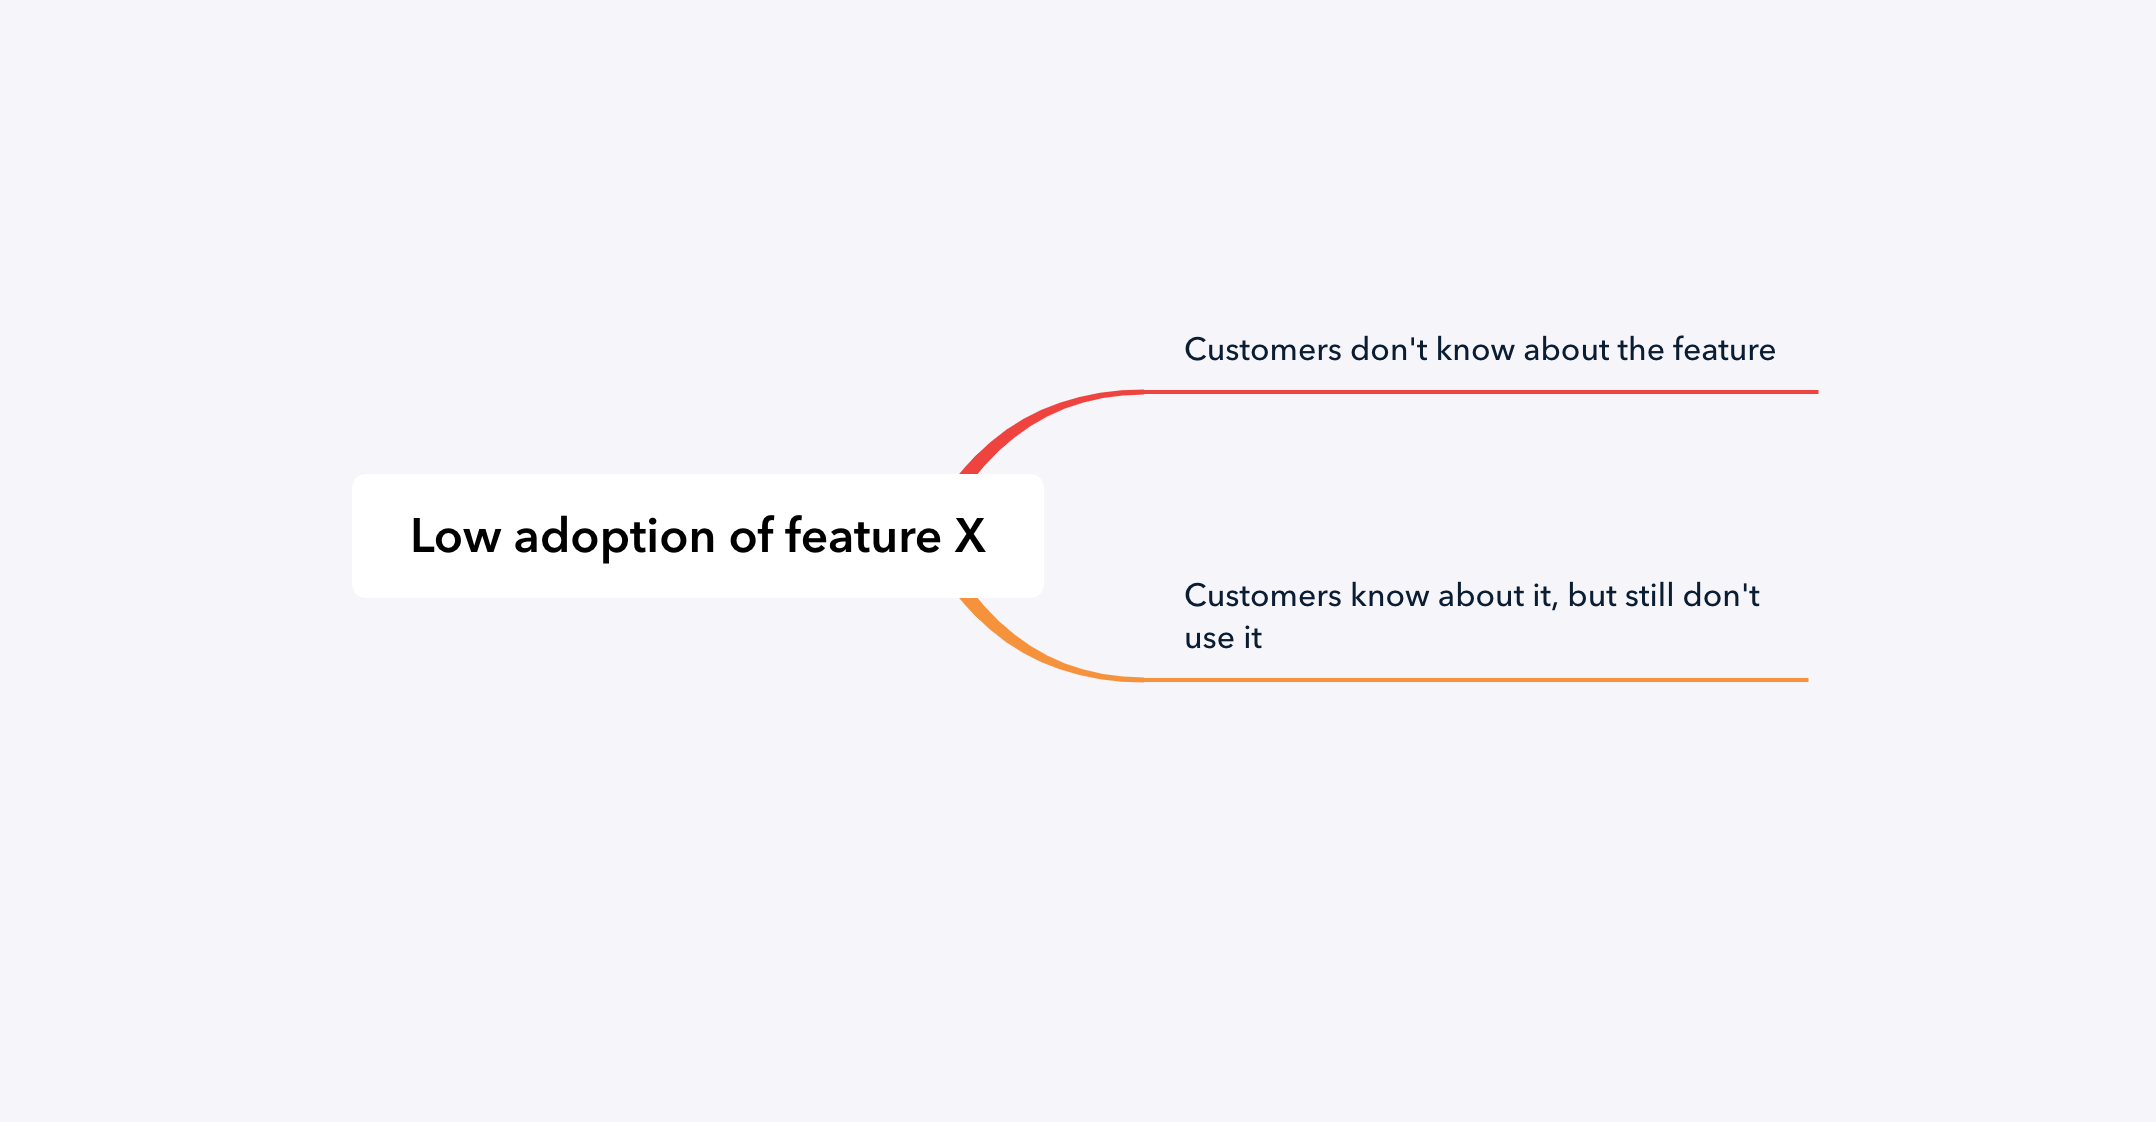 Customers don't know about the feature
Low adoption of feature X
Customers know about it, but still don't
use it